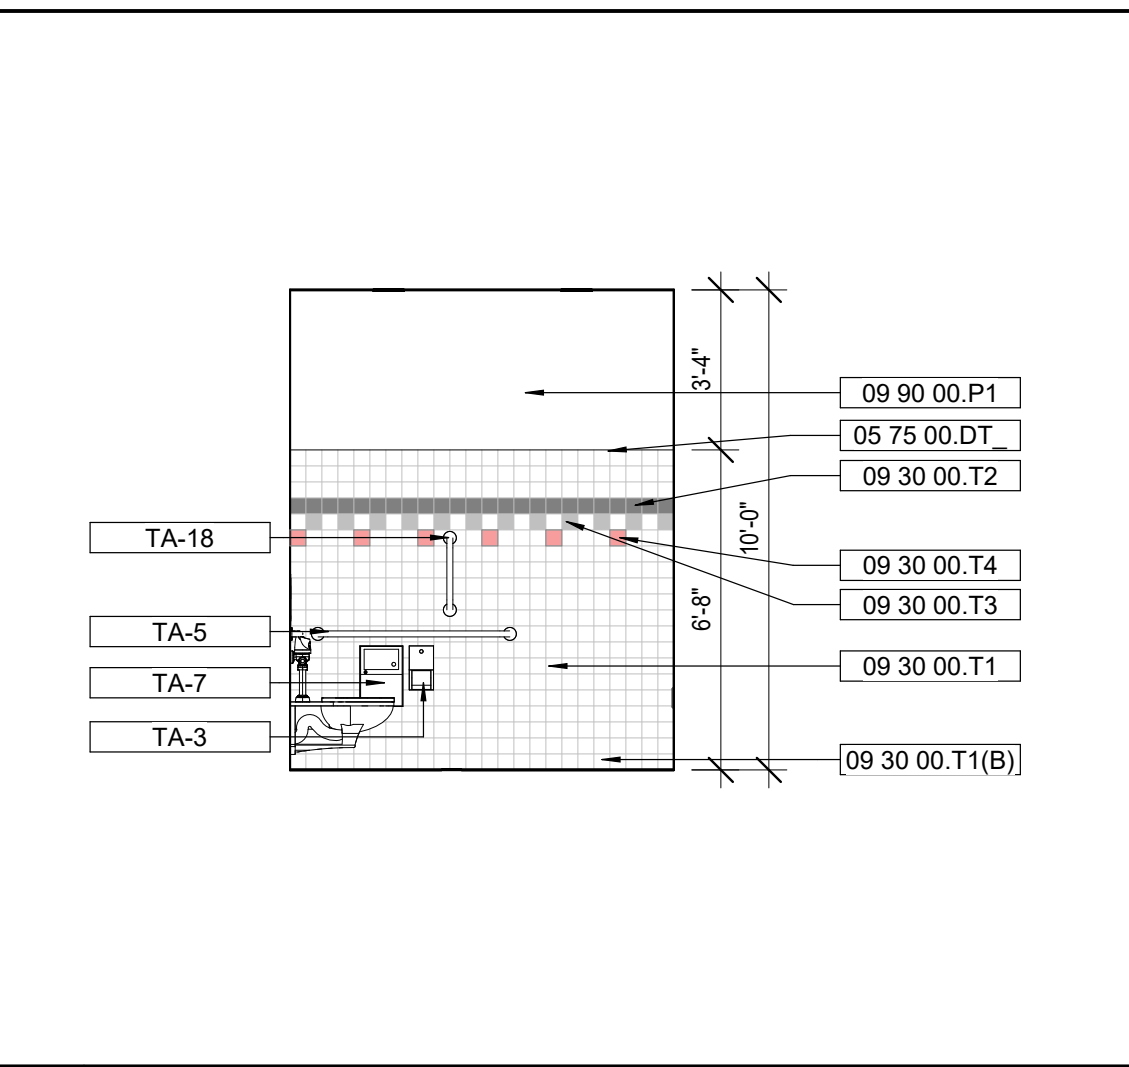 3'-4"
09 90 00.P1
05 75 00.DT_
09 30 00.T2
10'-0"
TA-18
09 30 00.T4
09 30 00.T3
6'-8"
TA-5
09 30 00.T1
TA-7
TA-3
09 30 00.T1(B)